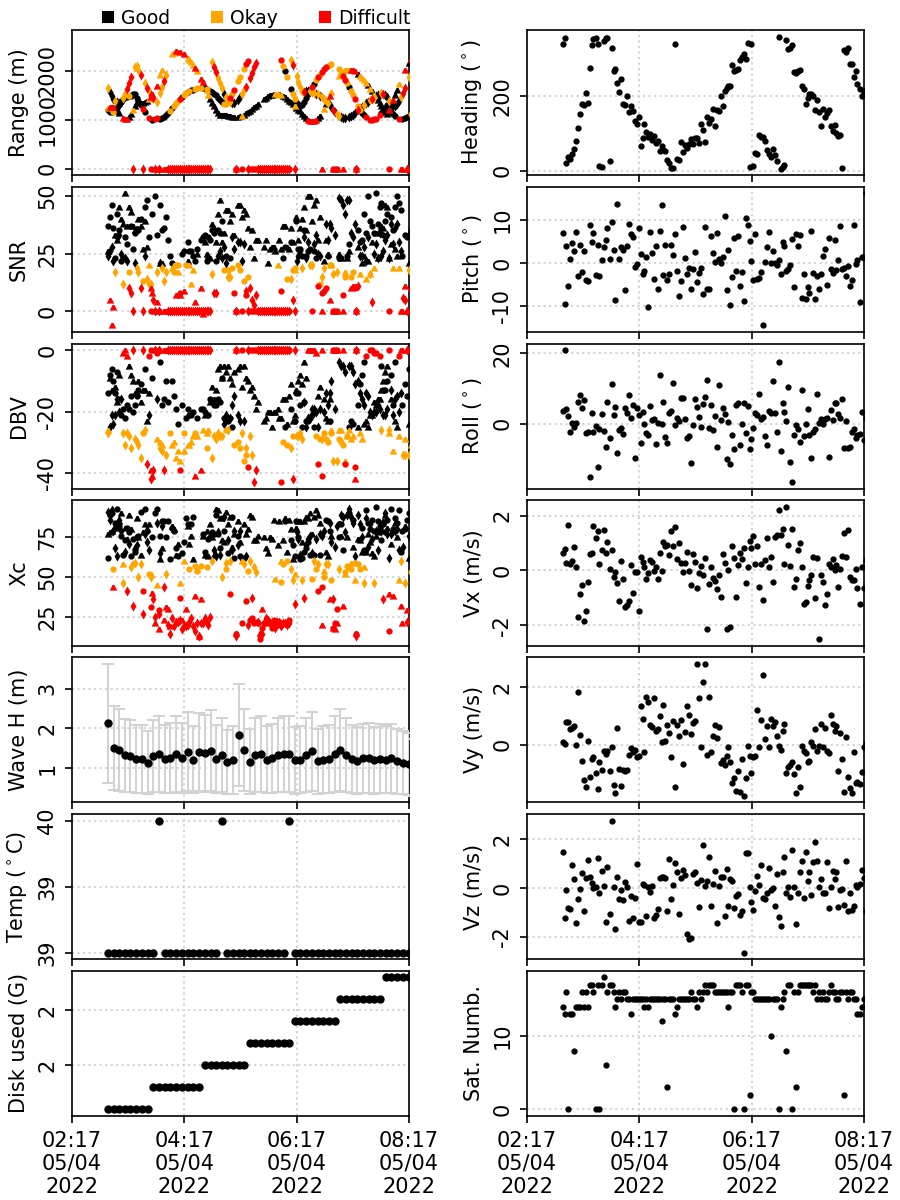 Good Okay Difficult
Range (m)
2000
1000
0
Heading (°)
200
0
SNR
50
25
0
Pitch (°)
10
0
-10
DBV
0
-20
-40
Roll (°)
20
0
Xc
75
50
25
Vx (m/s)
2
0
-2
Wave H (m)
3
2
1
Vy (m/s)
2
0
Temp (°C)
40
39
39
Vz (m/s)
2
0
-2
Disk used (G)
2
2
Sat. Numb.
10
0
02:17 04:17 06:17 08:17
05/04 05/04 05/04 05/04
2022 2022 2022 2022
02:17 04:17 06:17 08:17
05/04 05/04 05/04 05/04
2022 2022 2022 2022